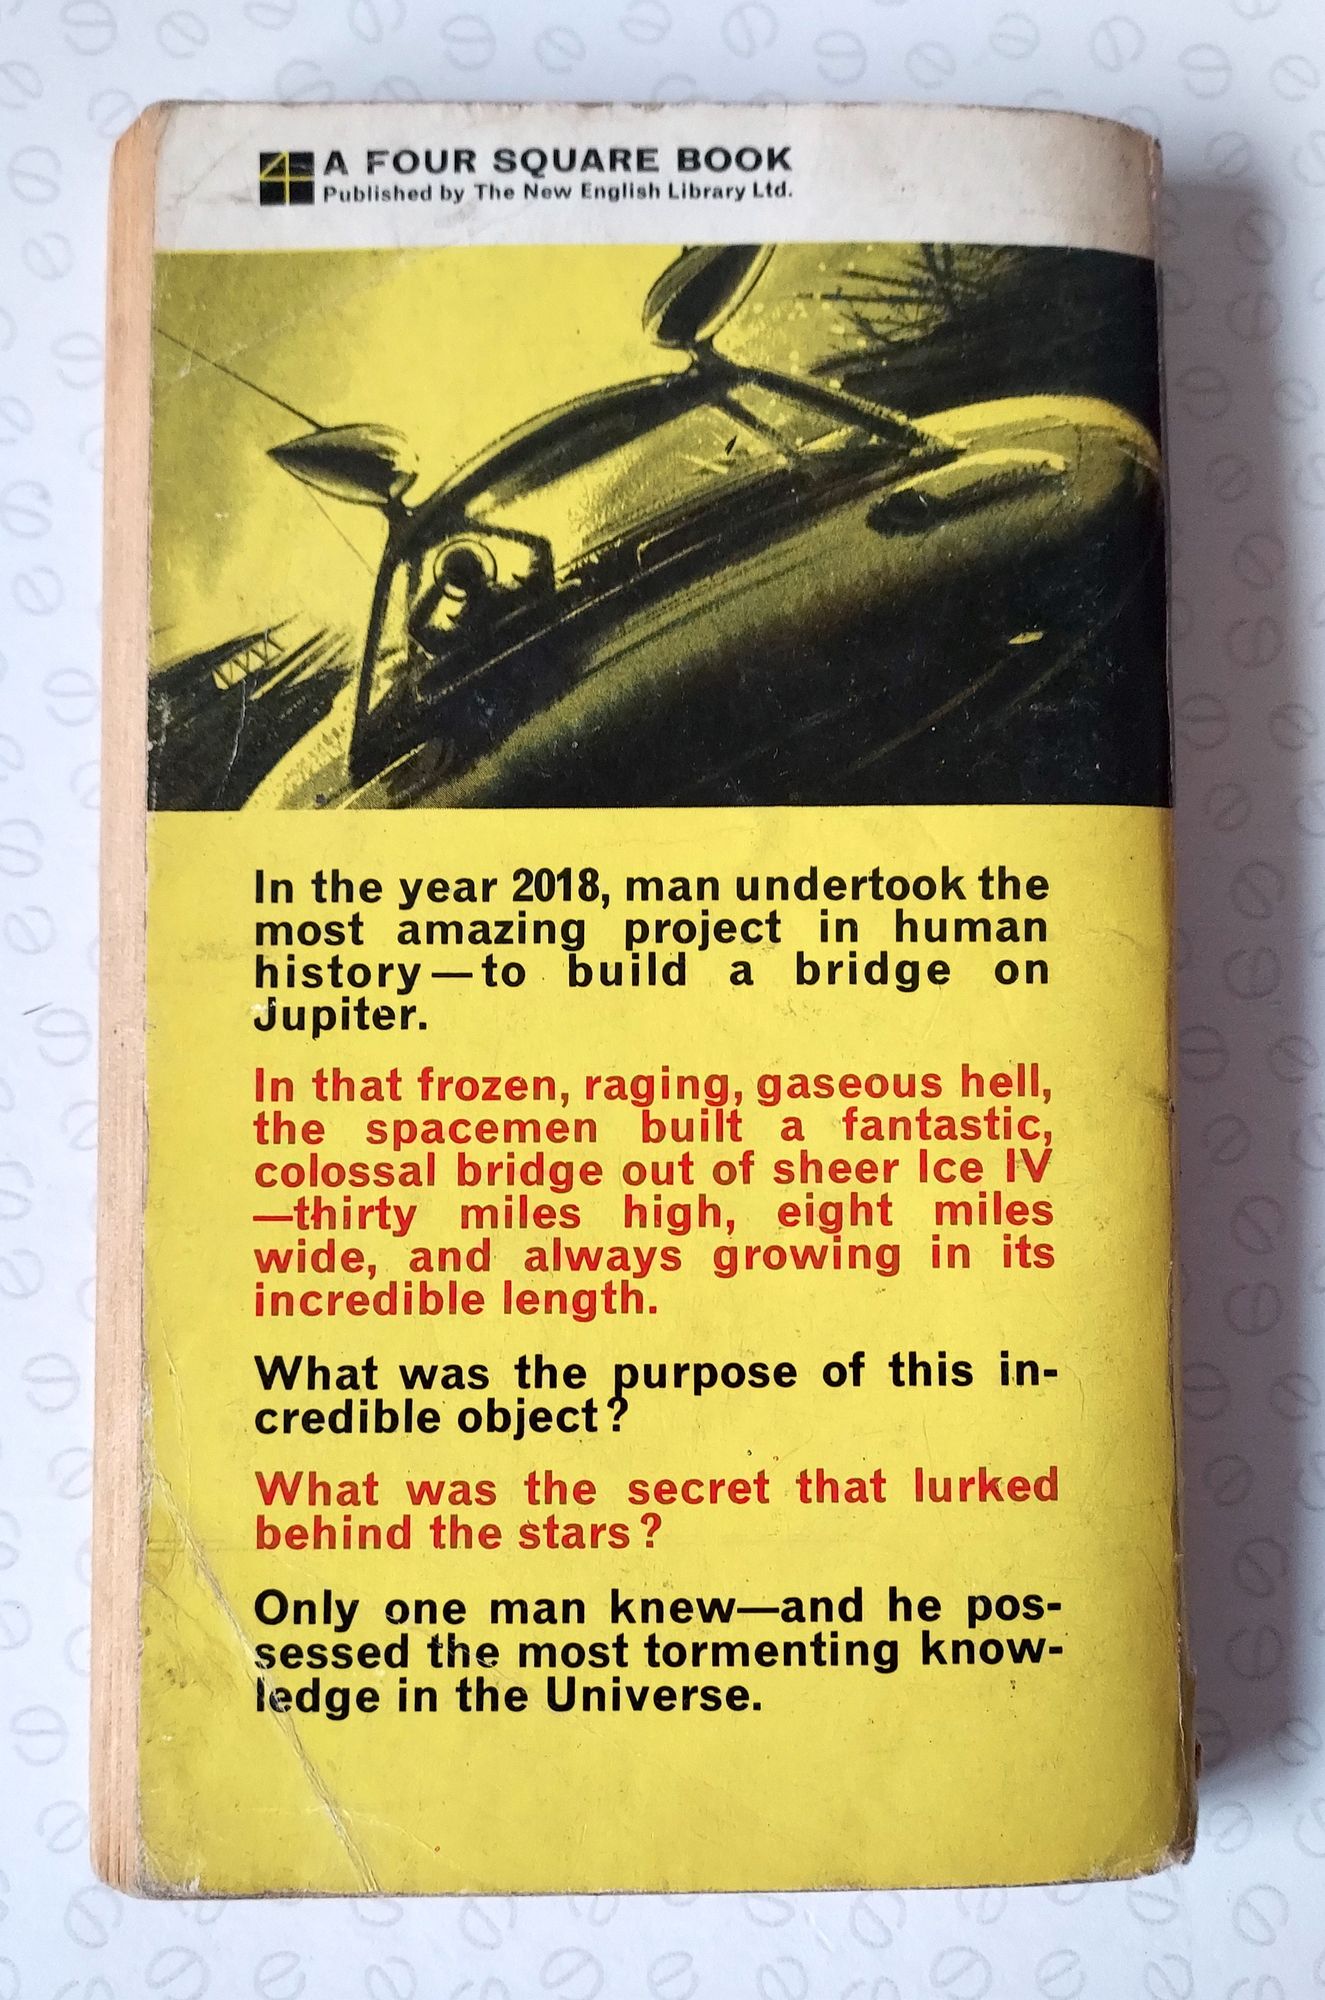 A FOUR SQUARE BOOK
Published by The New English Library Ltd.
In the year 2018, man undertook the
most amazing project in human
history—to build a bridge on
Jupiter.
In that frozen, raging, gaseous hell,
the spacemen built a fantastic,
colossal bridge out of sheer Ice IV
—thirty miles high, eight miles
wide, and always growing in its
incredible length.
What was the purpose of this in-
credible object?
What was the secret that lurked
behind the stars?
Only one man knew—and he pos-
sessed the most tormenting know-
ledge in the Universe.